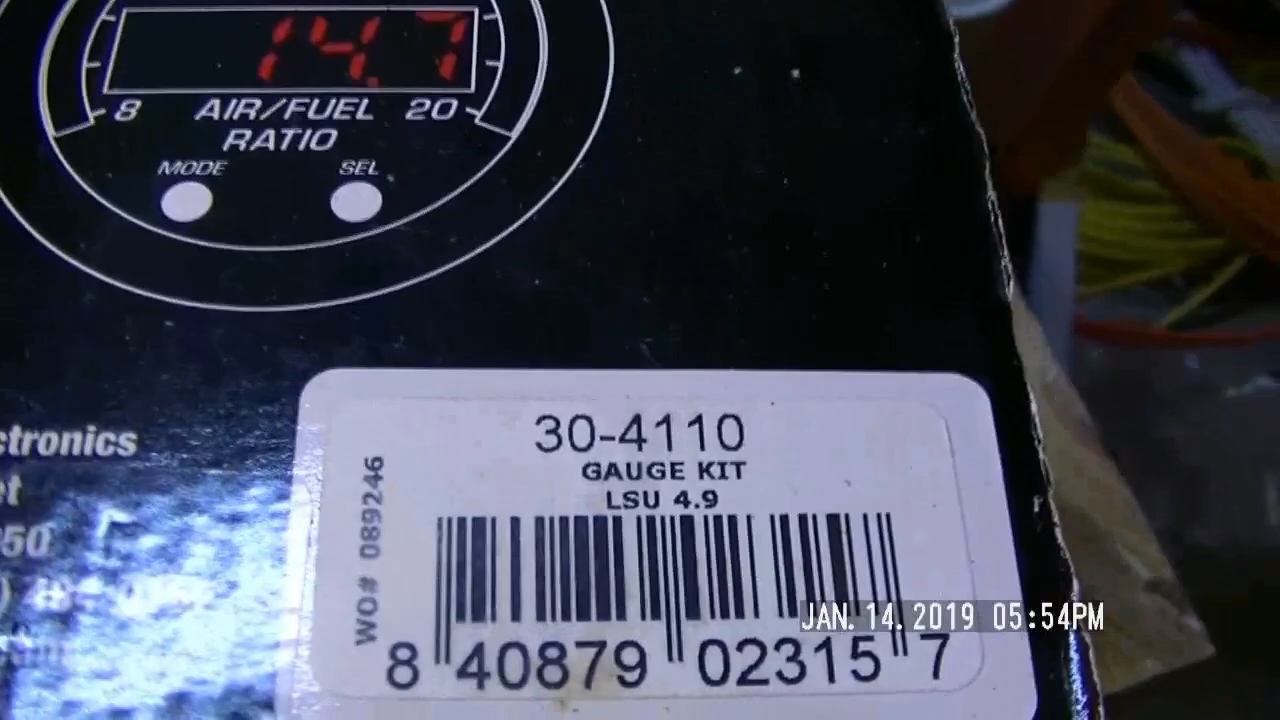 14.7
8 AIR/FUEL 20
RATIO
MODE SEL
ctronics
et
50
30-4110
GAUGE KIT
LSU 4.9
WO# 089246
JAN. 14. 2019 05:54PM
8 40879 02315 7